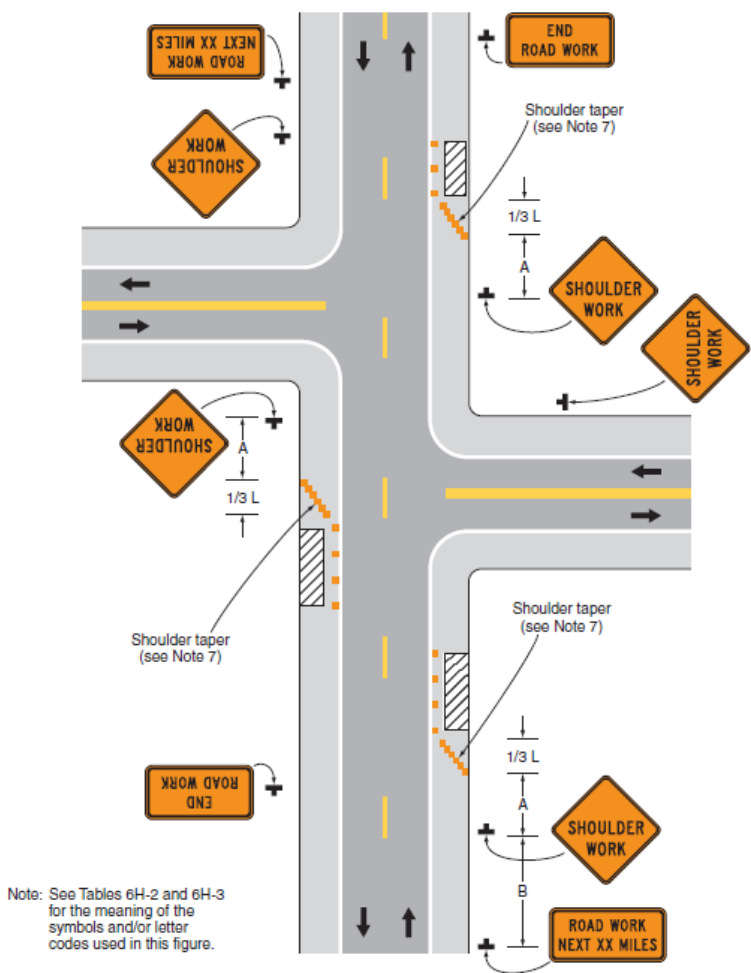 ROAD WORK
NEXT XX MILES
END
ROAD WORK
SHOULDER
WORK
Shoulder taper
(see Note 7)
1/3 L
A
SHOULDER
WORK
SHOULDER
WORK
SHOULDER
WORK
A
1/3 L
Shoulder taper
(see Note 7)
Shoulder taper
(see Note 7)
1/3 L
A
END
ROAD WORK
SHOULDER
WORK
B
Note: See Tables 6H-2 and 6H-3
for the meaning of the
symbols and/or letter
codes used in this figure.
ROAD WORK
NEXT XX MILES